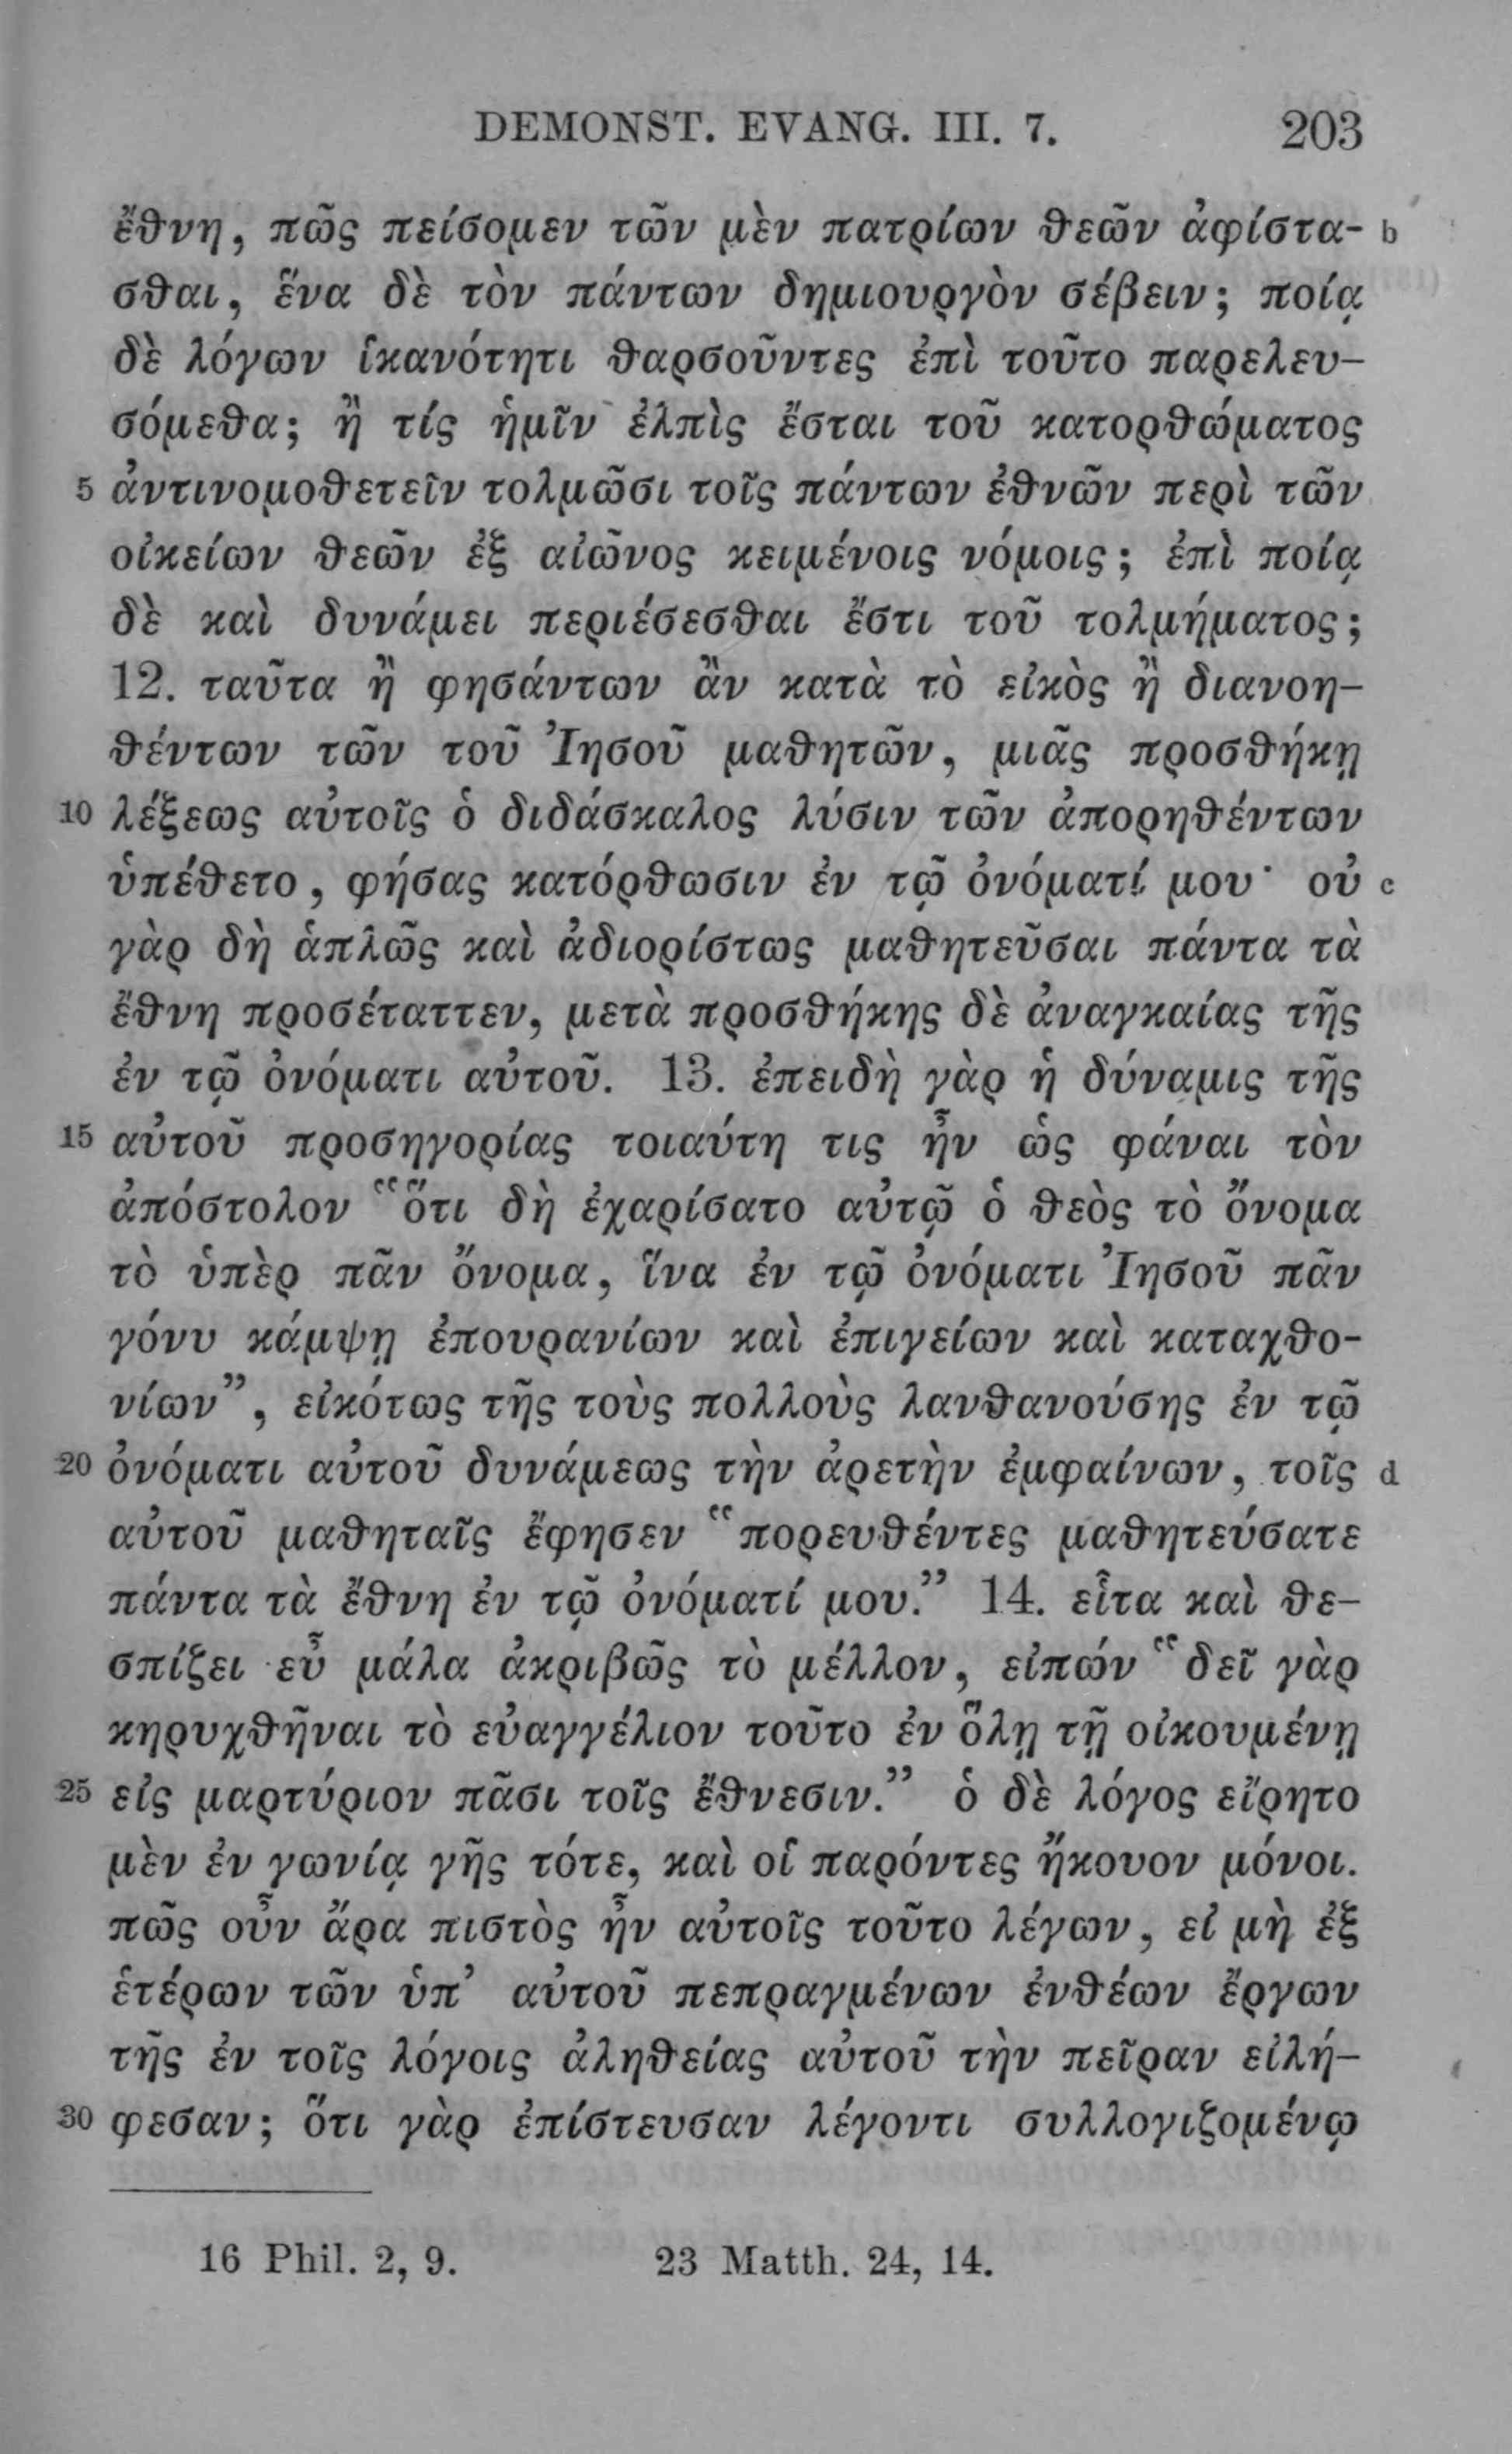 DEMONST. EVANG. III. 7. 203
ἔθνη, πῶς πείσομεν τῶν μὲν πατρίων θεῶν ἀφίστα- b
σθαι, ἕνα δὲ τὸν πάντων δημιουργὸν σέβειν; ποίᾳ
δὲ λόγων ἱκανότητι θαρσοῦντες ἐπὶ τοῦτο παρελευ-
σόμεθα; ἢ τίς ἡμῖν ἐλπὶς ἔσται τοῦ κατορθώματος
5 ἀντινομοθετεῖν τολμῶσι τοῖς πάντων ἐθνῶν περὶ τῶν
οἰκείων θεῶν ἐξ αἰῶνος κειμένοις νόμοις; ἐπὶ ποίᾳ
δὲ καὶ δυνάμει περιέσεσθαι ἔστι τοῦ τολμήματος;
12. ταῦτα ἢ φησάντων ἂν κατὰ τὸ εἰκὸς ἢ διανοη-
θέντων τῶν τοῦ Ἰησοῦ μαθητῶν, μιᾶς προσθήκῃ
10 λέξεως αὐτοῖς ὁ διδάσκαλος λύσιν τῶν ἀπορηθέντων
ὑπέθετο, φήσας κατόρθωσιν ἐν τῷ ὀνόματί μου· οὐ c
γὰρ δὴ ἁπλῶς καὶ ἀδιορίστως μαθητεῦσαι πάντα τὰ
ἔθνη προσέταττεν, μετὰ προσθήκης δὲ ἀναγκαίας τῆς
ἐν τῷ ὀνόματι αὐτοῦ. 13. ἐπειδὴ γὰρ ἡ δύναμις τῆς
15 αὐτοῦ προσηγορίας τοιαύτη τις ἦν ὡς φάναι τὸν
ἀπόστολον “ὅτι δὴ ἐχαρίσατο αὐτῷ ὁ θεὸς τὸ ὄνομα
τὸ ὑπὲρ πᾶν ὄνομα, ἵνα ἐν τῷ ὀνόματι Ἰησοῦ πᾶν
γόνυ κάμψῃ ἐπουρανίων καὶ ἐπιγείων καὶ καταχθο-
νίων”, εἰκότως τῆς τοὺς πολλοὺς λανθανούσης ἐν τῷ
20 ὀνόματι αὐτοῦ δυνάμεως τὴν ἀρετὴν ἐμφαίνων, τοῖς d
αὐτοῦ μαθηταῖς ἔφησεν “πορευθέντες μαθητεύσατε
πάντα τὰ ἔθνη ἐν τῷ ὀνόματί μου.” 14. εἶτα καὶ θε-
σπίζει εὖ μάλα ἀκριβῶς τὸ μέλλον, εἰπών “δεῖ γὰρ
κηρυχθῆναι τὸ εὐαγγέλιον τοῦτο ἐν ὅλῃ τῇ οἰκουμένῃ
25 εἰς μαρτύριον πᾶσι τοῖς ἔθνεσιν.” ὁ δὲ λόγος εἴρητο
μὲν ἐν γωνίᾳ γῆς τότε, καὶ οἱ παρόντες ἤκουον μόνοι.
πῶς οὖν ἄρα πιστὸς ἦν αὐτοῖς τοῦτο λέγων, εἰ μὴ ἐξ
ἑτέρων τῶν ὑπ’ αὐτοῦ πεπραγμένων ἐνθέων ἔργων
τῆς ἐν τοῖς λόγοις ἀληθείας αὐτοῦ τὴν πεῖραν εἰλή-
30 φεσαν; ὅτι γὰρ ἐπίστευσαν λέγοντι συλλογιζομένῳ
16 Phil. 2, 9. 23 Matth. 24, 14.